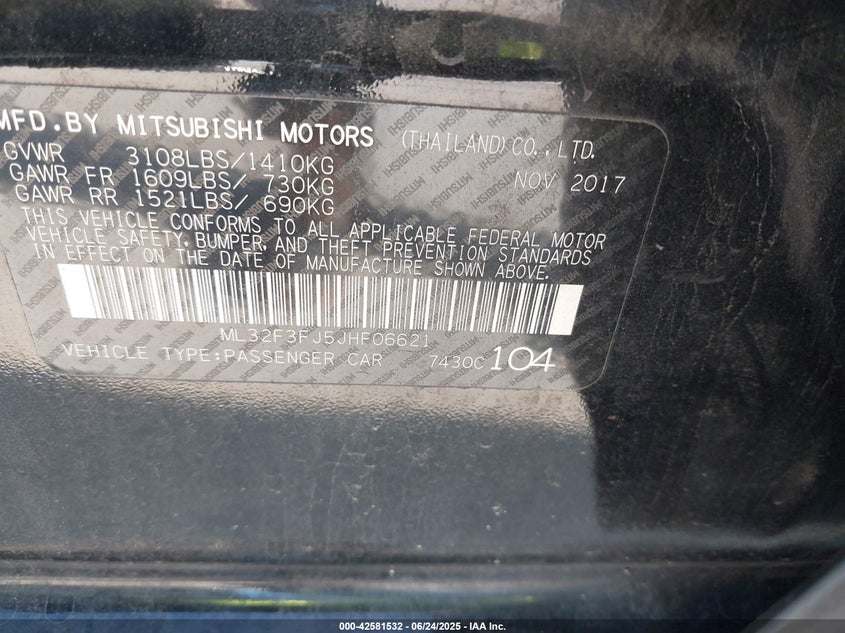 MFD.BY MITSUBISHI MOTORS (THAILAND)CO.,LTD.
GVWR 3108LBS/1410KG NOV 2017
GAWR FR 1609LBS/ 730KG
GAWR RR 1521LBS/ 690KG
THIS VEHICLE CONFORMS TO ALL APPLICABLE FEDERAL MOTOR
VEHICLE SAFETY, BUMPER, AND THEFT PREVENTION STANDARDS
IN EFFECT ON THE DATE OF MANUFACTURE SHOWN ABOVE.
ML32F3FJ5JHF06621
VEHICLE TYPE:PASSENGER CAR 7430C 104
000-42581532 - 06/24/2025 - IAA Inc.